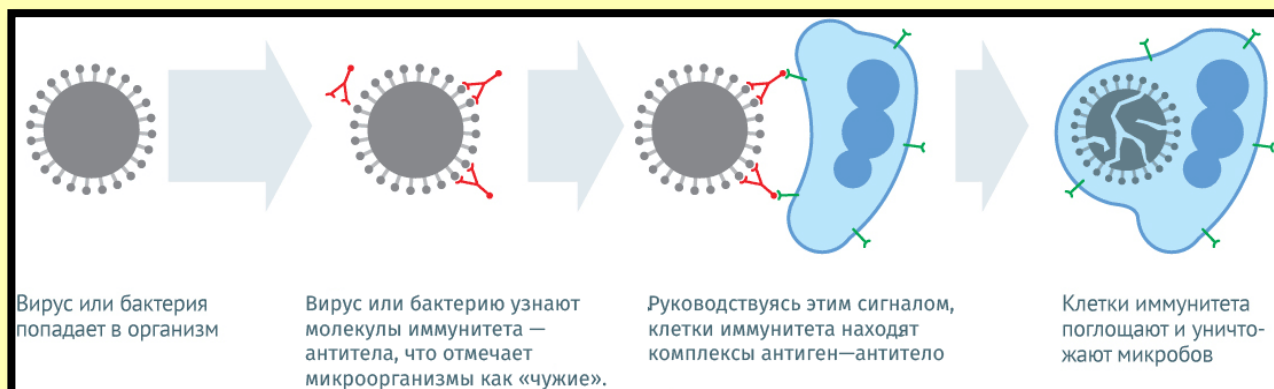 Вирус или бактерия
попадает в организм
Вирус или бактерию узнают
молекулы иммунитета —
антитела, что отмечает
микроорганизмы как «чужие».
Руководствуясь этим сигналом,
клетки иммунитета находят
комплексы антиген—антитело
Клетки иммунитета
поглощают и уничто-
жают микробов